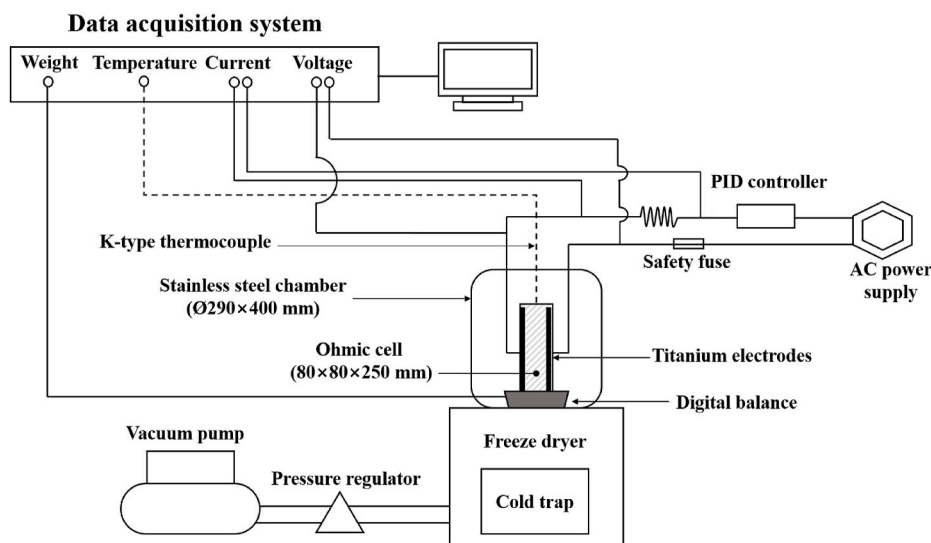 Data acquisition system
Weight Temperature Current Voltage
PID controller
K-type thermocouple
Safety fuse
AC power
supply
Stainless steel chamber
(Ø290×400 mm)
Ohmic cell
(80×80×250 mm)
Titanium electrodes
Digital balance
Vacuum pump
Pressure regulator
Freeze dryer
Cold trap